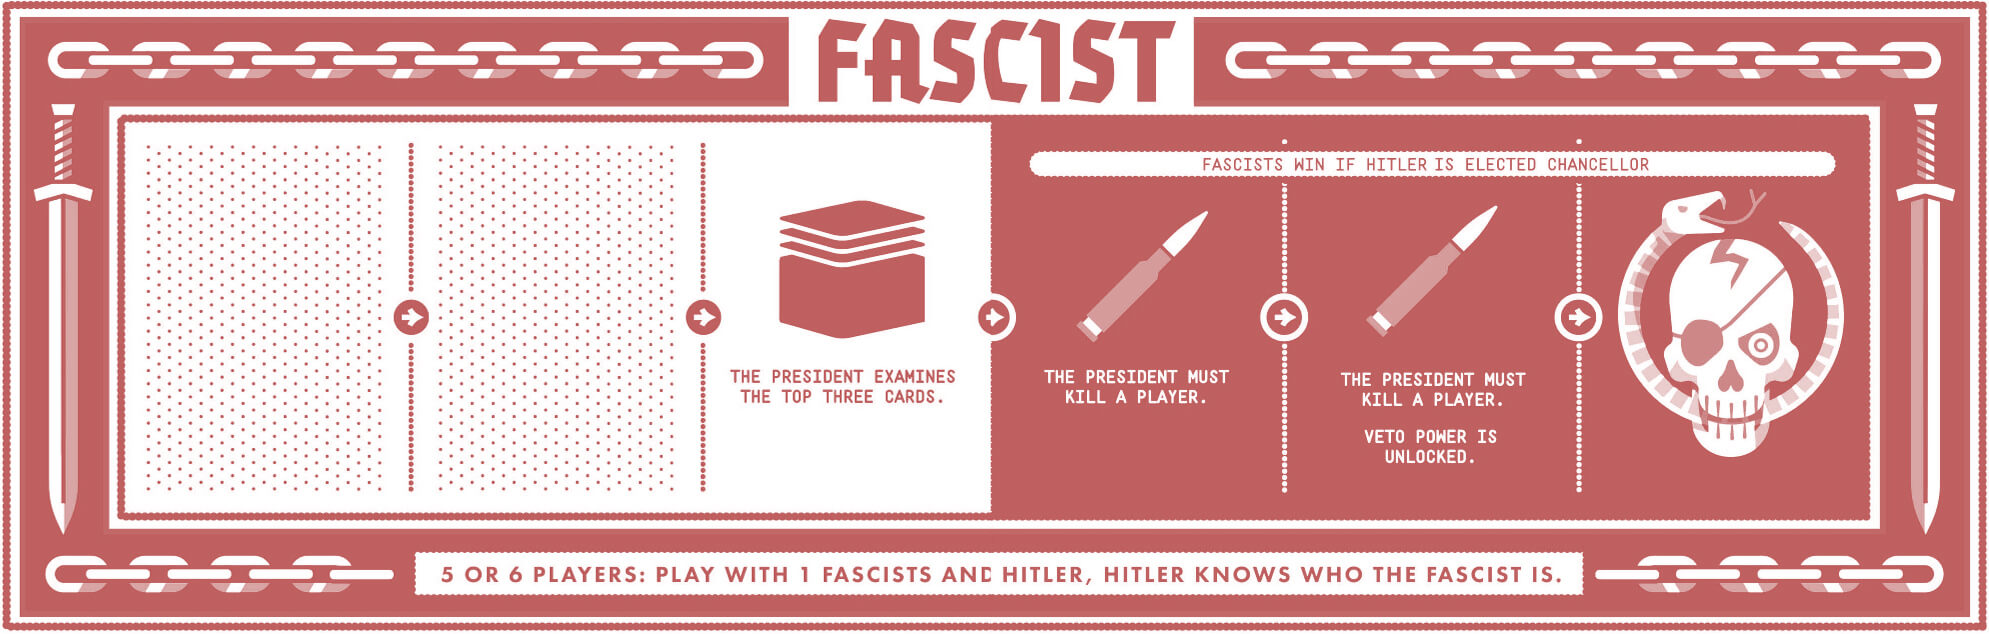 FASCIST
FASCISTS WIN IF HITLER IS ELECTED CHANCELLOR
THE PRESIDENT EXAMINES
THE TOP THREE CARDS.
THE PRESIDENT MUST
KILL A PLAYER.
THE PRESIDENT MUST
KILL A PLAYER.
VETO POWER IS
UNLOCKED.
5 OR 6 PLAYERS: PLAY WITH 1 FASCISTS AND HITLER, HITLER KNOWS WHO THE FASCIST IS.